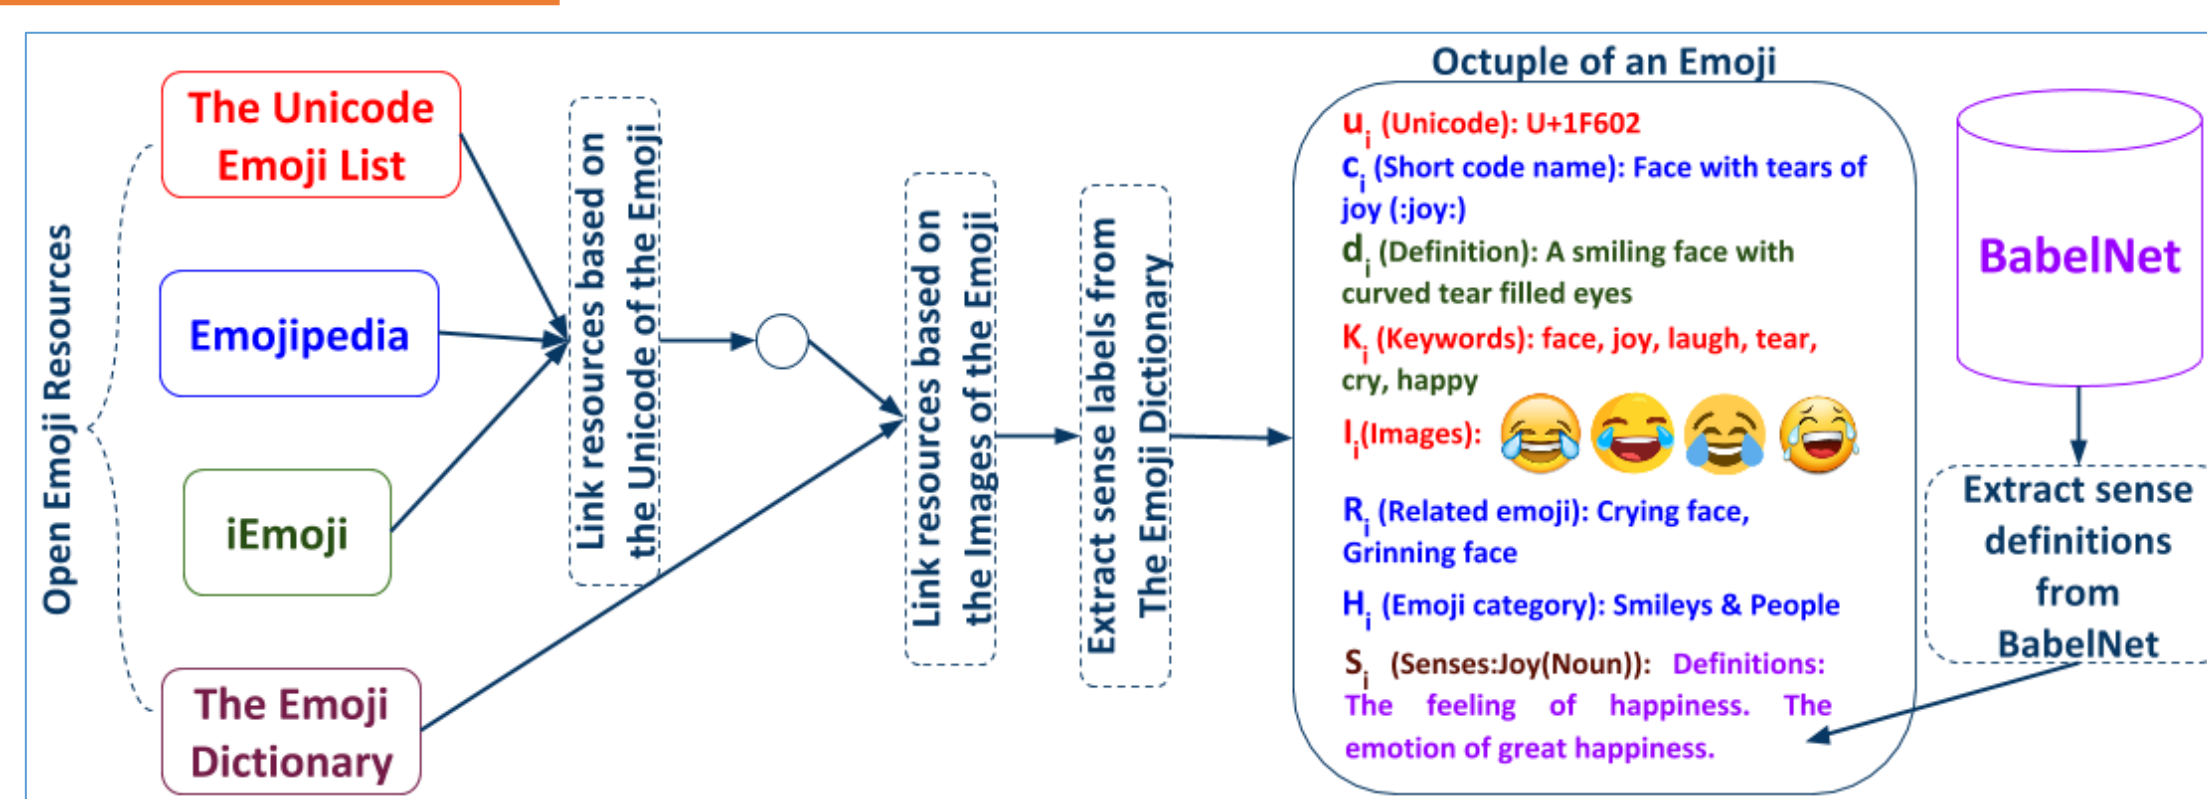 Open Emoji Resources
The Unicode
Emoji List
Emojipedia
iEmoji
The Emoji
Dictionary
Link resources based on
the Unicode of the Emoji
Link resources based on
the Images of the Emoji
Extract sense labels from
The Emoji Dictionary
Octuple of an Emoji
uᵢ (Unicode): U+1F602
cᵢ (Short code name): Face with tears of
joy (:joy:)
dᵢ (Definition): A smiling face with
curved tear filled eyes
Kᵢ (Keywords): face, joy, laugh, tear,
cry, happy
Iᵢ(Images):
Rᵢ (Related emoji): Crying face,
Grinning face
Hᵢ (Emoji category): Smileys & People
Sᵢ (Senses:Joy(Noun)): Definitions:
The feeling of happiness. The
emotion of great happiness.
BabelNet
Extract sense
definitions
from
BabelNet